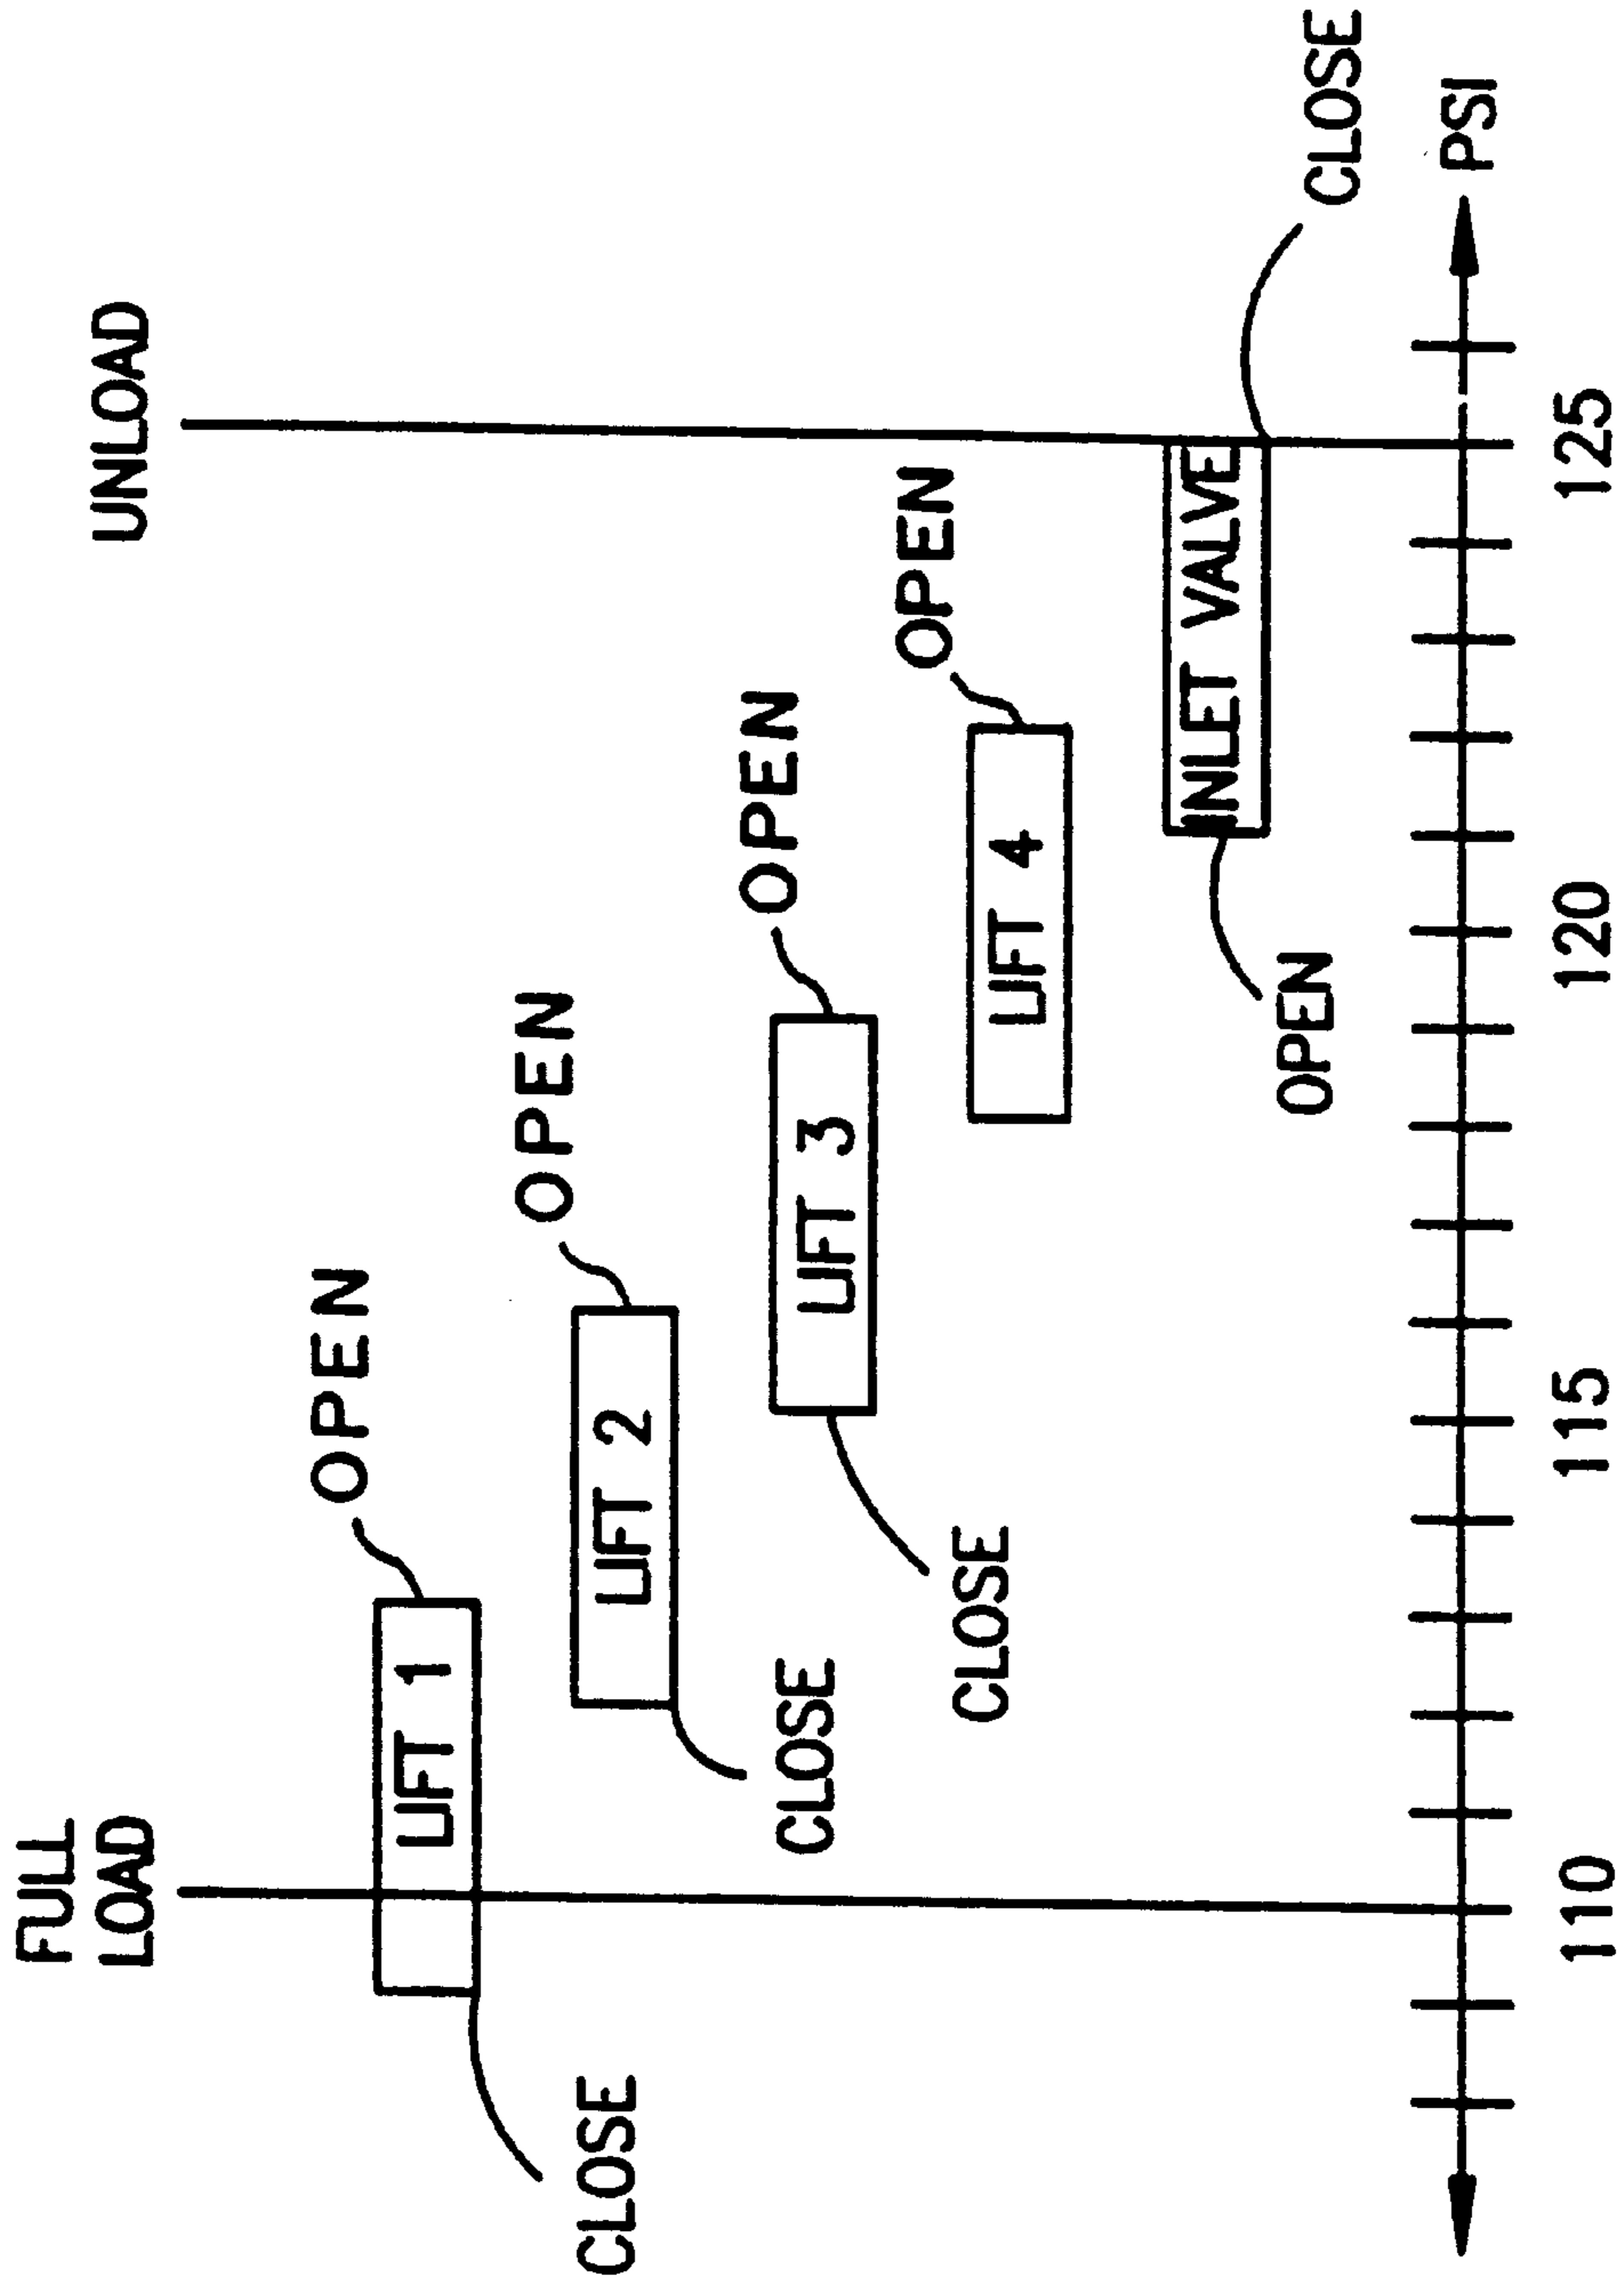 FULL
LOAD
UNLOAD
LIFT 1
OPEN
CLOSE
LIFT 2
OPEN
CLOSE
LIFT 3
OPEN
CLOSE
LIFT 4
OPEN
INLET VALVE
OPEN
CLOSE
PSI
110
115
120
125